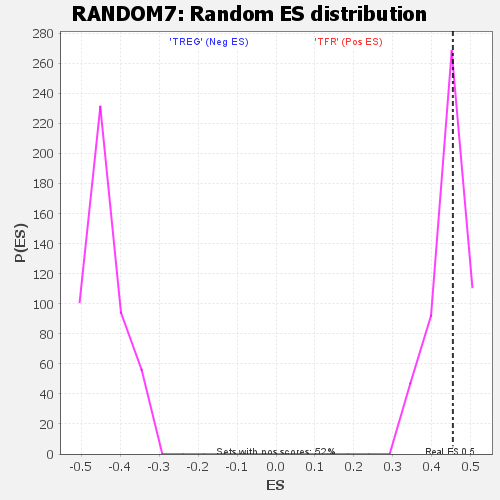 RANDOM7: Random ES distribution
'TREG' (Neg ES) 'TFR' (Pos ES)
280
260
240
220
200
180
160
140
120
100
80
60
40
20
0
P(ES)
Sets with pos scores: 52%
Real ES 0.5
-0.5 -0.4 -0.3 -0.2 -0.1 0.0 0.1 0.2 0.3 0.4 0.5
ES